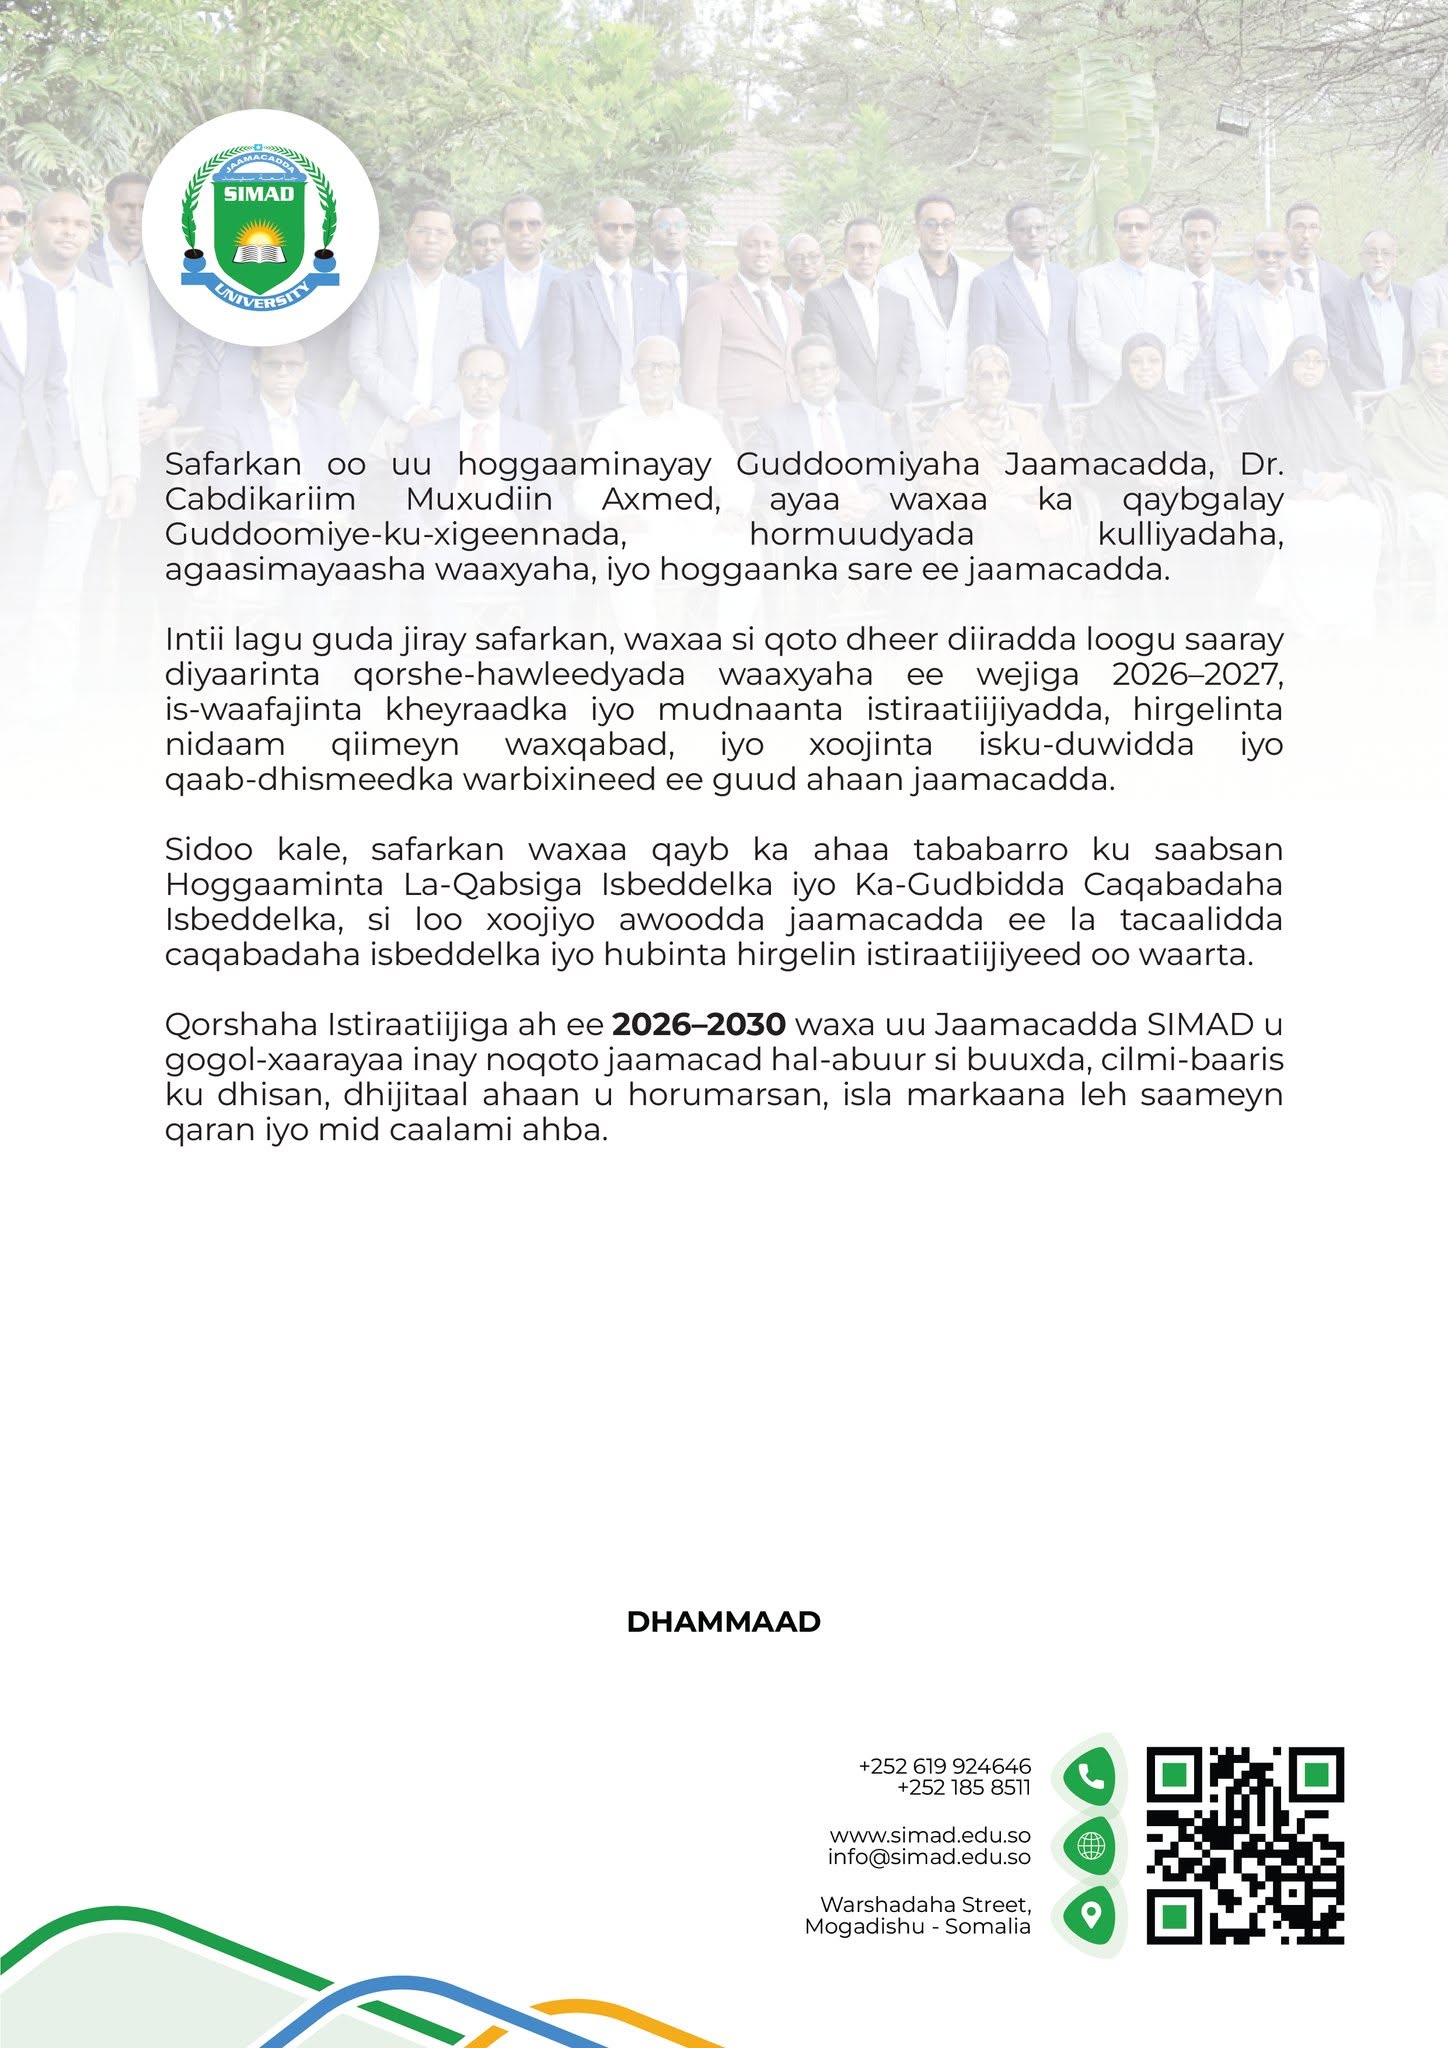 JAAMACADDA
جامعة سيمد
SIMAD
UNIVERSITY
Safarkan oo uu hoggaaminayay Guddoomiyaha Jaamacadda, Dr.
Cabdikariim Muxudiin Axmed, ayaa waxaa ka qaybgalay
Guddoomiye-ku-xigeennada, hormuudyada kulliyadaha,
agaasimayaasha waaxyaha, iyo hoggaanka sare ee jaamacadda.
Intii lagu guda jiray safarkan, waxaa si qoto dheer diiradda loogu saaray
diyaarinta qorshe-hawleedyada waaxyaha ee wejiga 2026–2027,
is-waafajinta kheyraadka iyo mudnaanta istiraatiijiyadda, hirgelinta
nidaam qiimeyn waxqabad, iyo xoojinta isku-duwidda iyo
qaab-dhismeedka warbixineed ee guud ahaan jaamacadda.
Sidoo kale, safarkan waxaa qayb ka ahaa tababarro ku saabsan
Hoggaaminta La-Qabsiga Isbeddelka iyo Ka-Gudbidda Caqabadaha
Isbeddelka, si loo xoojiyo awoodda jaamacadda ee la tacaalidda
caqabadaha isbeddelka iyo hubinta hirgelin istiraatiijiyeed oo waarta.
Qorshaha Istiraatiijiga ah ee 2026–2030 waxa uu Jaamacadda SIMAD u
gogol-xaarayaa inay noqoto jaamacad hal-abuur si buuxda, cilmi-baaris
ku dhisan, dhijitaal ahaan u horumarsan, isla markaana leh saameyn
qaran iyo mid caalami ahba.
DHAMMAAD
+252 619 924646
+252 185 8511
www.simad.edu.so
info@simad.edu.so
Warshadaha Street,
Mogadishu - Somalia